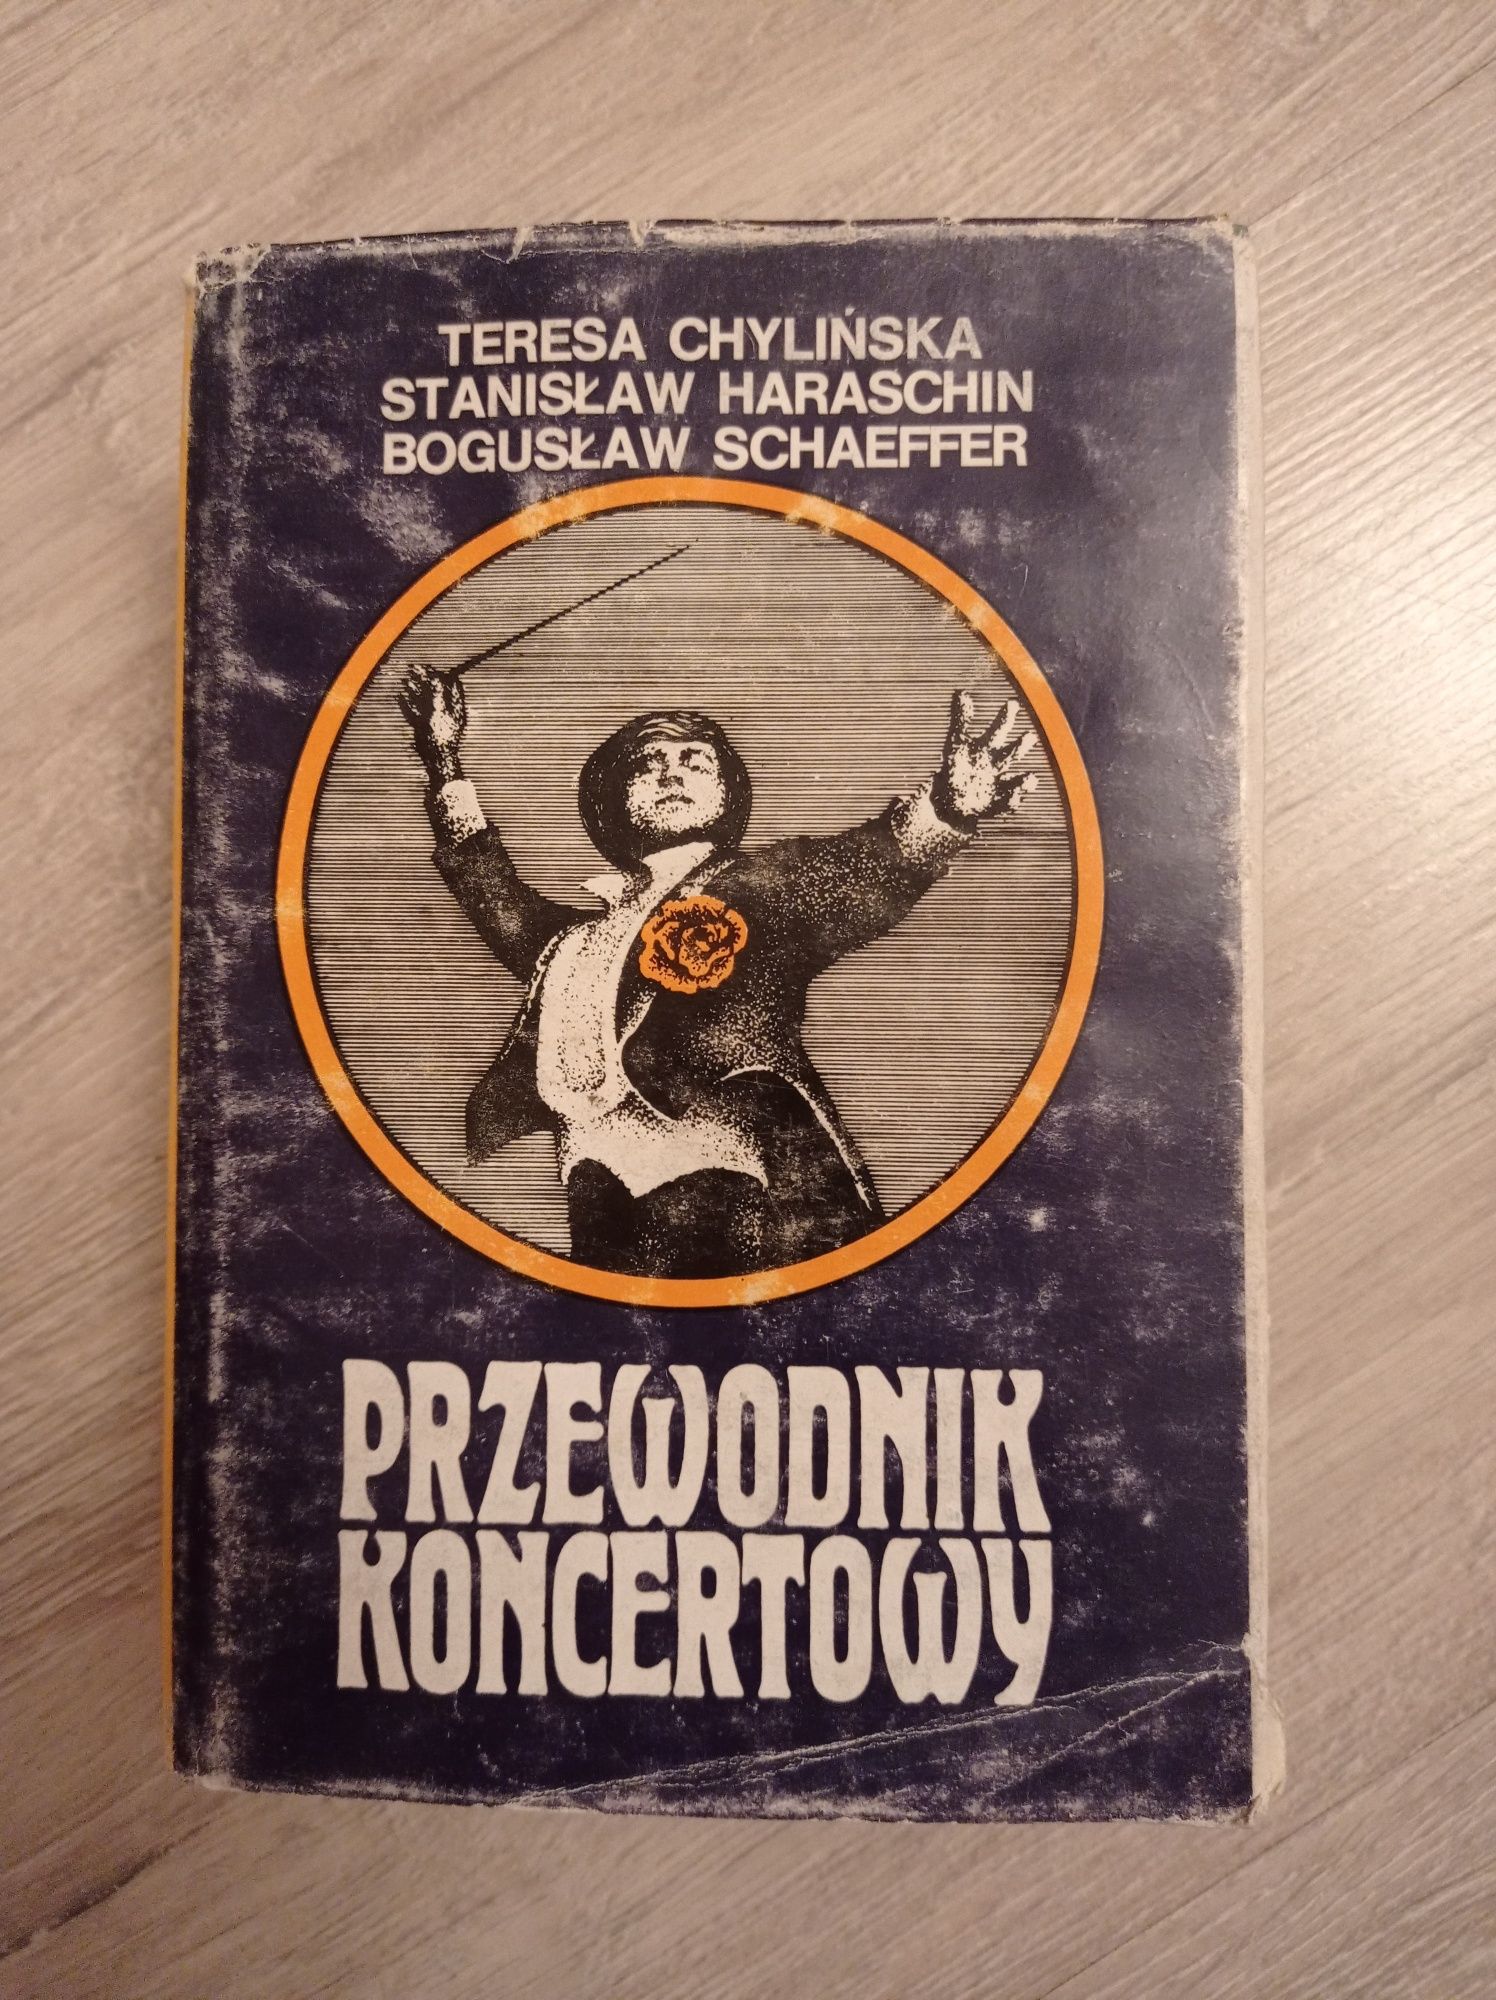 TERESA CHYLIŃSKA
STANISŁAW HARASCHIN
BOGUSŁAW SCHAEFFER
PRZEWODNIK
KONCERTOWY